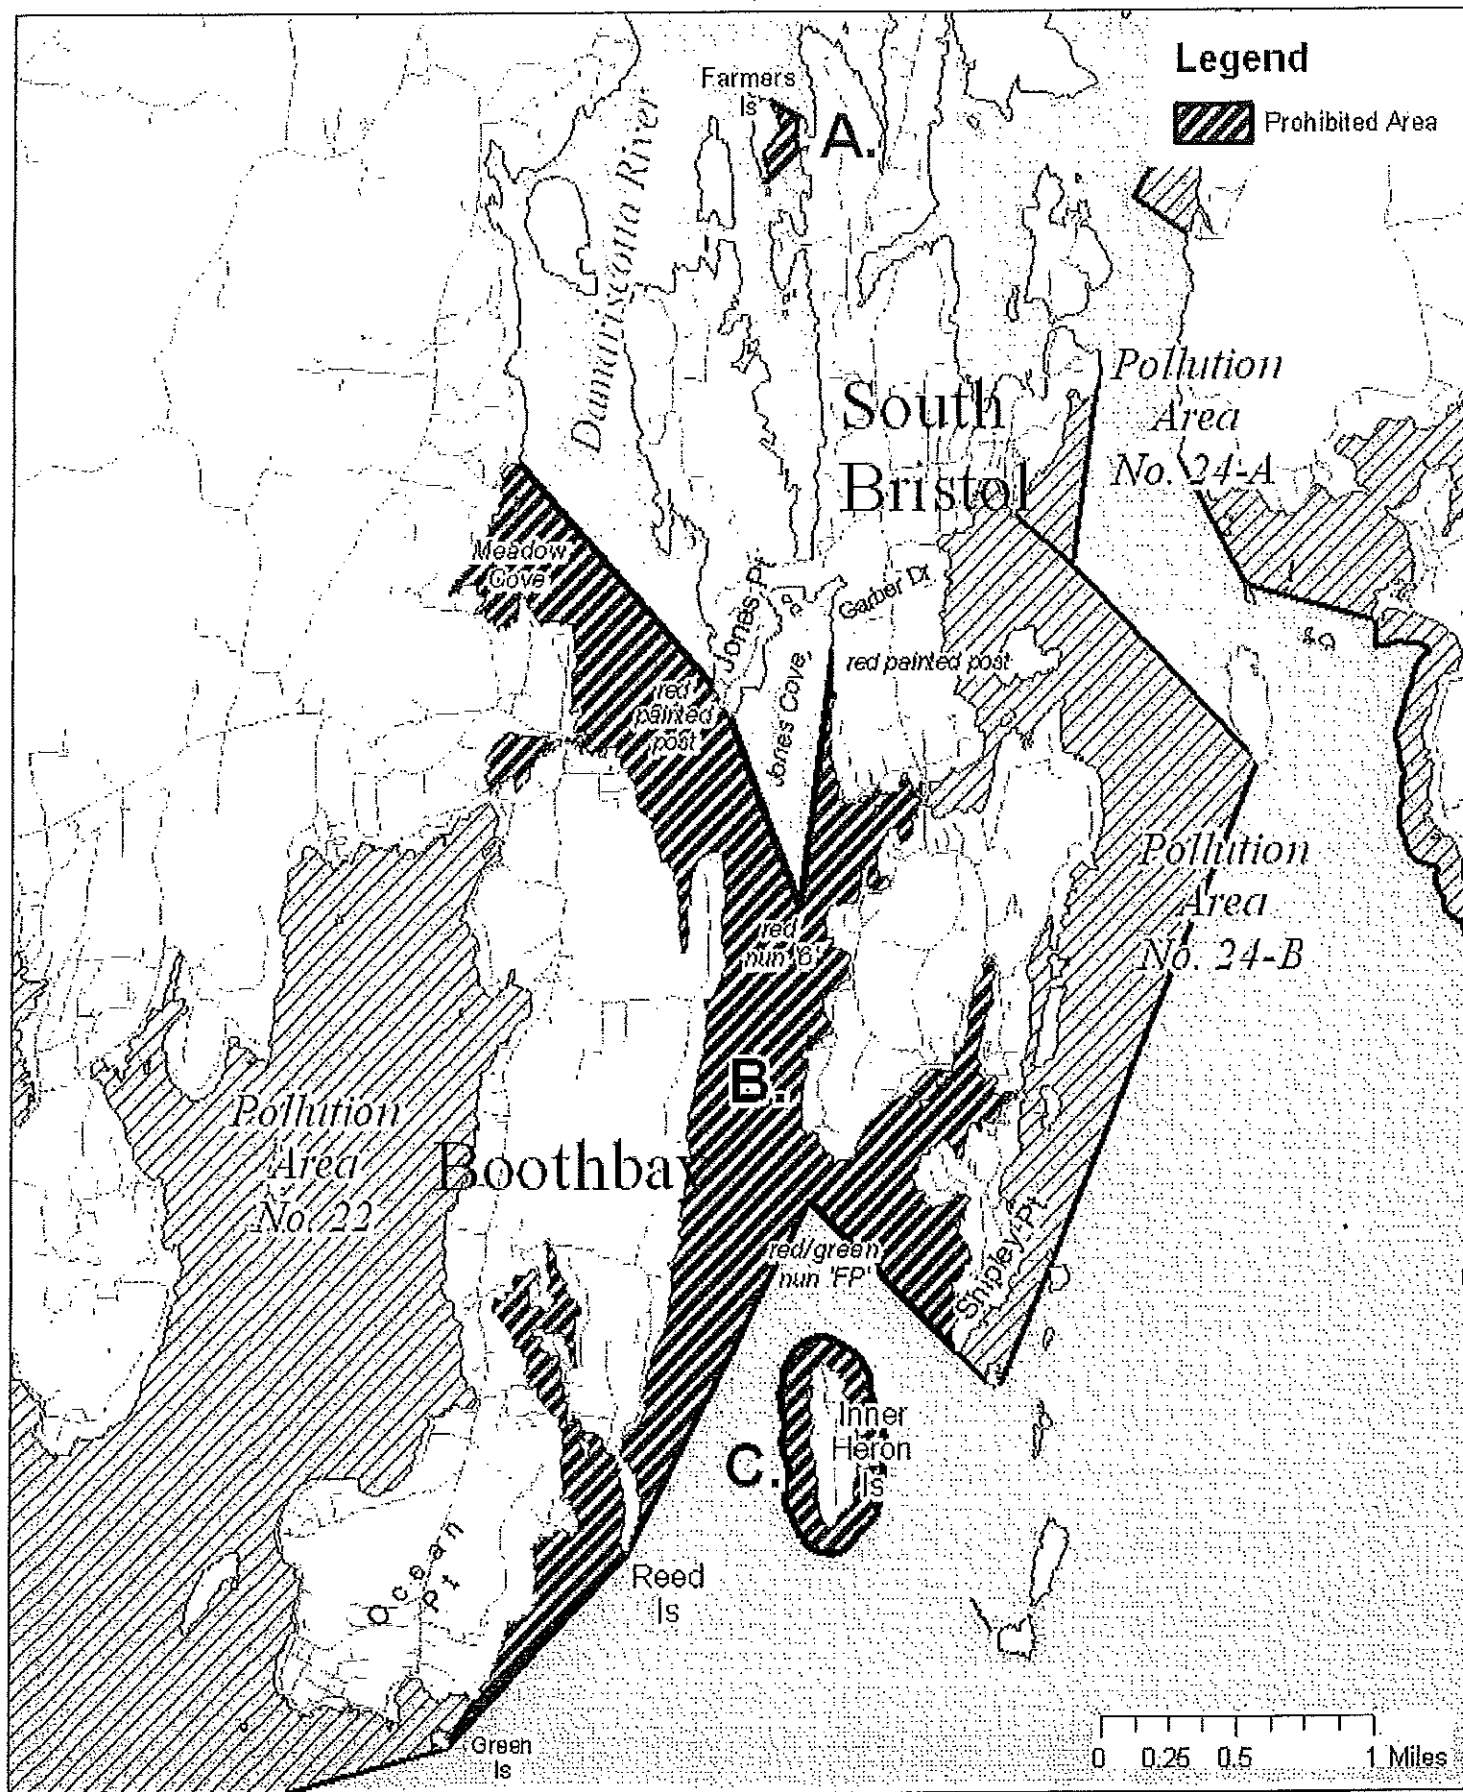 Legend
Prohibited Area
Farmers
Is
A.
Damariscotta River
South
Bristol
Pollution
Area
No. 24-A
Meadow
Cove
Jones Pt
Garber Dr
red painted post
red
painted
post
Jones Cove
Pollution
Area
No. 24-B
red
nun '6'
B.
Pollution
Area
No. 22
Boothbay
red/green
nun 'FP'
Shipley Pt
Inner
Heron
Is
C.
Ocean
Pt
Reed
Is
Green
Is
0 0.25 0.5 1 Miles